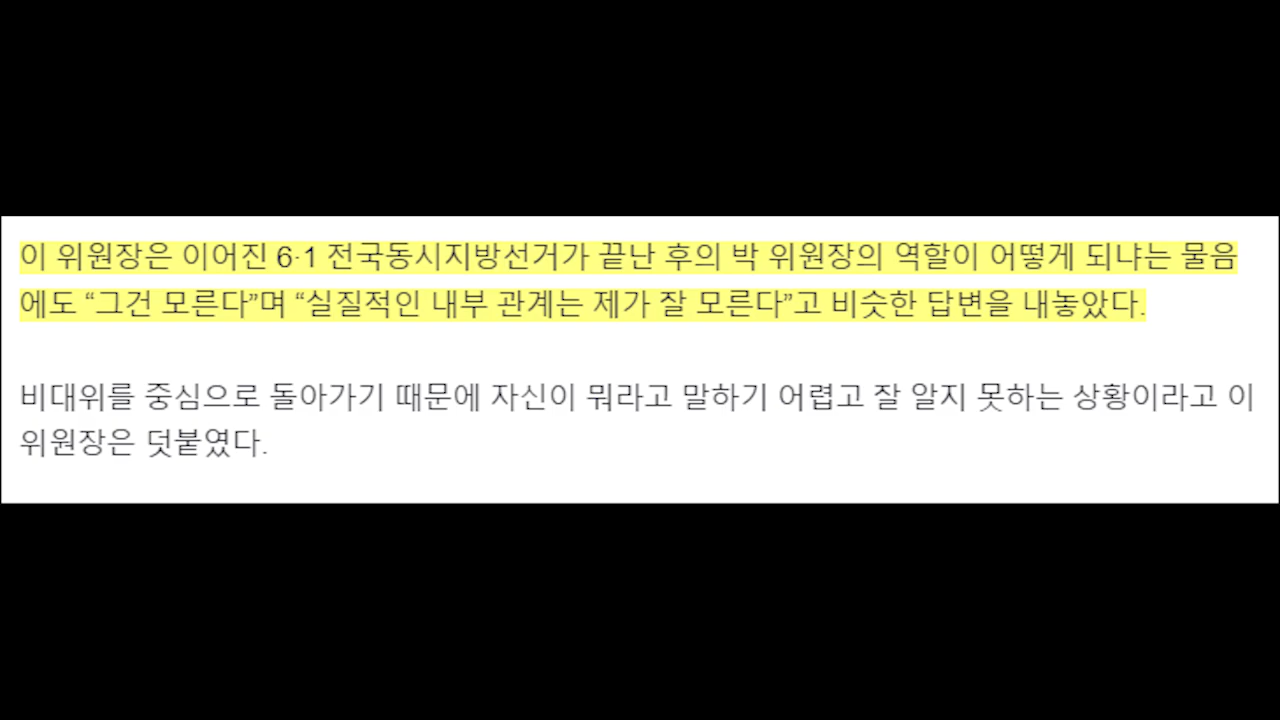 이 위원장은 이어진 6·1 전국동시지방선거가 끝난 후의 박 위원장의 역할이 어떻게 되냐는 물음
에도 “그건 모른다”며 “실질적인 내부 관계는 제가 잘 모른다”고 비슷한 답변을 내놓았다.
비대위를 중심으로 돌아가기 때문에 자신이 뭐라고 말하기 어렵고 잘 알지 못하는 상황이라고 이
위원장은 덧붙였다.